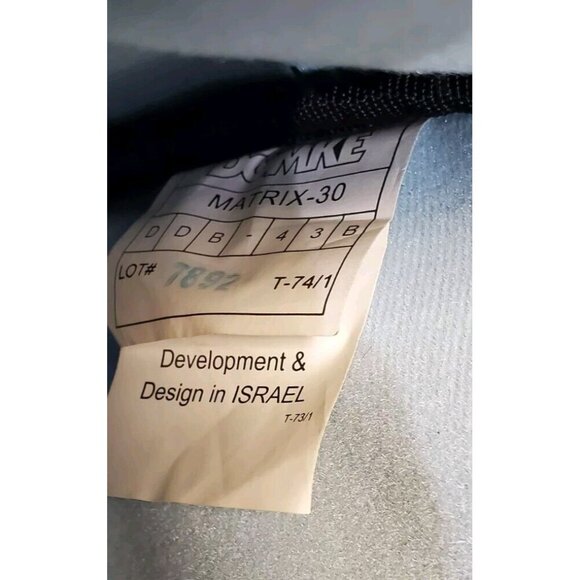 DOMKE
MATRIX-30
D D B - 4 3 B
LOT# 7892 T-74/1
Development &
Design in ISRAEL
T-73/1